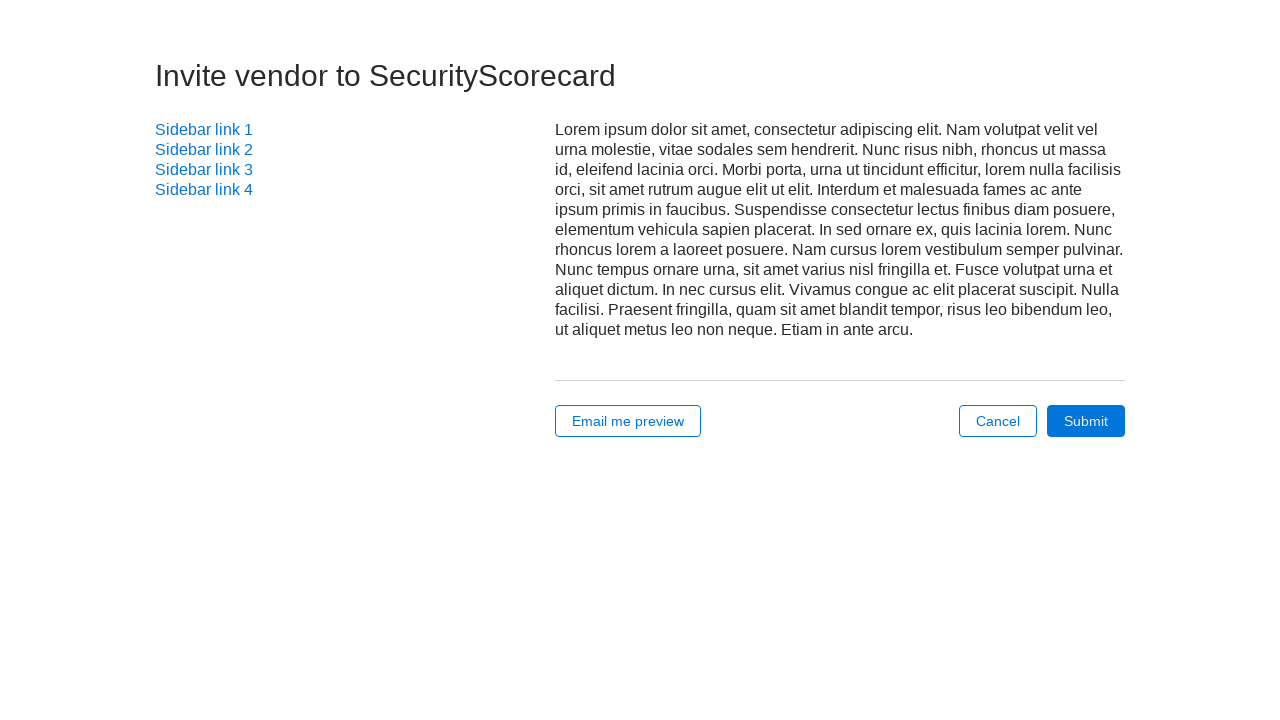 Invite vendor to SecurityScorecard
Sidebar link 1
Sidebar link 2
Sidebar link 3
Sidebar link 4
Lorem ipsum dolor sit amet, consectetur adipiscing elit. Nam volutpat velit vel
urna molestie, vitae sodales sem hendrerit. Nunc risus nibh, rhoncus ut massa
id, eleifend lacinia orci. Morbi porta, urna ut tincidunt efficitur, lorem nulla facilisis
orci, sit amet rutrum augue elit ut elit. Interdum et malesuada fames ac ante
ipsum primis in faucibus. Suspendisse consectetur lectus finibus diam posuere,
elementum vehicula sapien placerat. In sed ornare ex, quis lacinia lorem. Nunc
rhoncus lorem a laoreet posuere. Nam cursus lorem vestibulum semper pulvinar.
Nunc tempus ornare urna, sit amet varius nisl fringilla et. Fusce volutpat urna et
aliquet dictum. In nec cursus elit. Vivamus congue ac elit placerat suscipit. Nulla
facilisi. Praesent fringilla, quam sit amet blandit tempor, risus leo bibendum leo,
ut aliquet metus leo non neque. Etiam in ante arcu.
Email me preview
Cancel
Submit